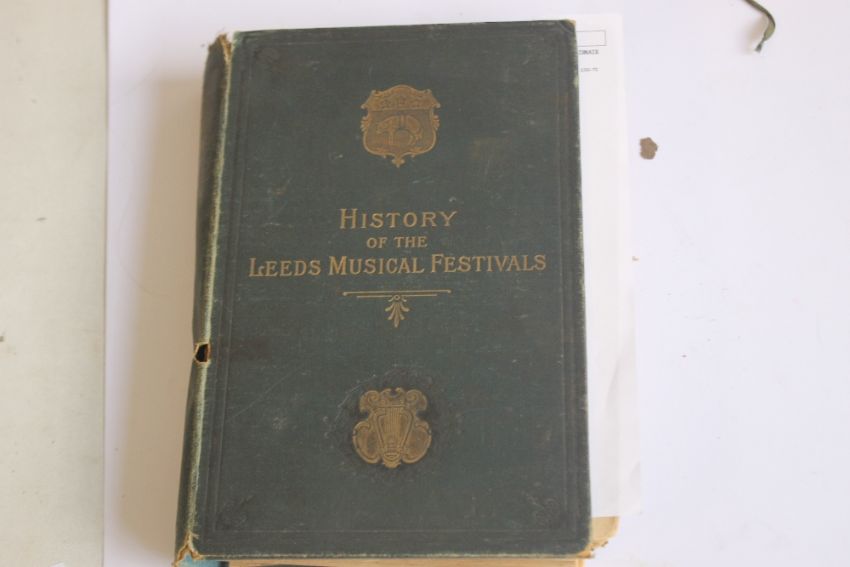 HISTORY
OF THE
LEEDS MUSICAL FESTIVALS